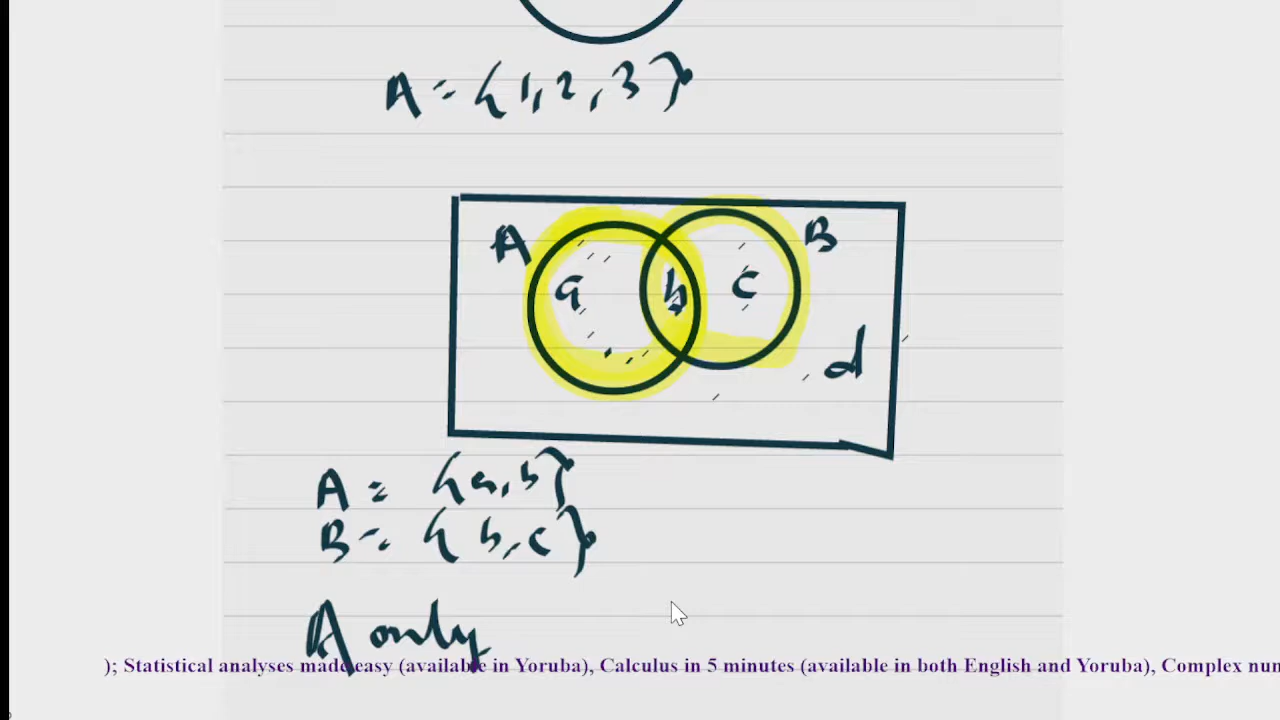 A = {1, 2, 3}
A B
a b c
d
A = {a, b}
B = {b, c}
A only
); Statistical analyses made easy (available in Yoruba), Calculus in 5 minutes (available in both English and Yoruba), Complex num